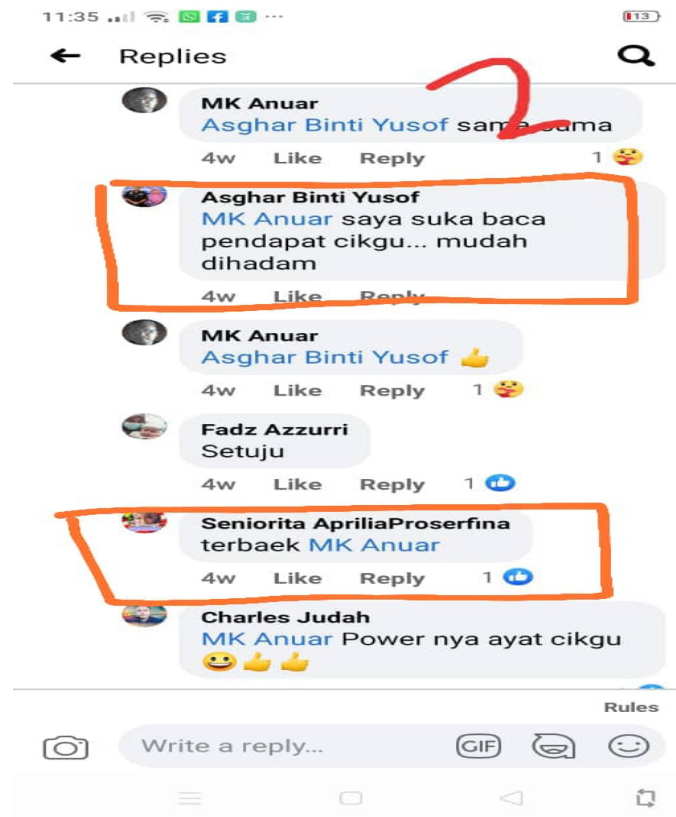 11:35
13
Replies
2
MK Anuar
Asghar Binti Yusof sama sama
4w Like Reply 1
Asghar Binti Yusof
MK Anuar saya suka baca
pendapat cikgu... mudah
dihadam
4w Like Reply
MK Anuar
Asghar Binti Yusof 👍
4w Like Reply 1
Fadz Azzurri
Setuju
4w Like Reply 1
Seniorita ApriliaProserfina
terbaek MK Anuar
4w Like Reply 1
Charles Judah
MK Anuar Power nya ayat cikgu
😀👍👍
Rules
Write a reply...
GIF